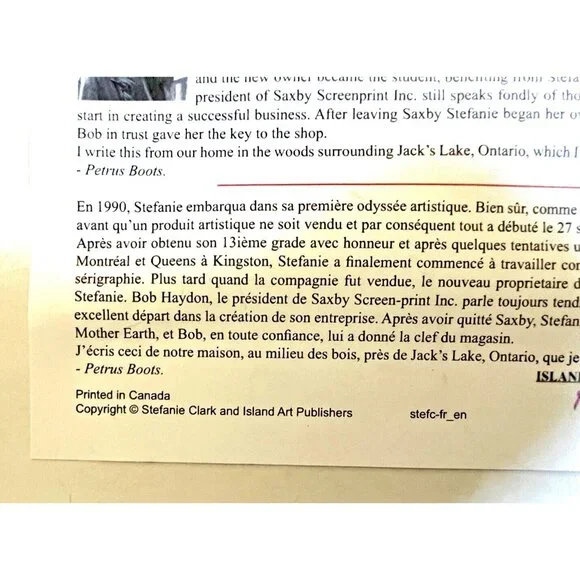 and the new owner became the student, benefiting from Stefa
president of Saxby Screenprint Inc. still speaks fondly of tho
start in creating a successful business. After leaving Saxby Stefanie began her o
Bob in trust gave her the key to the shop.
I write this from our home in the woods surrounding Jack's Lake, Ontario, which I
- Petrus Boots.
En 1990, Stefanie embarqua dans sa première odyssée artistique. Bien sûr, comme
avant qu'un produit artistique ne soit vendu et par conséquent tout a débuté le 27 s
Après avoir obtenu son 13ième grade avec honneur et après quelques tentatives u
Montréal et Queens à Kingston, Stefanie a finalement commencé à travailler con
sérigraphie. Plus tard quand la compagnie fut vendue, le nouveau proprietaire d
Stefanie. Bob Haydon, le président de Saxby Screen-print Inc. parle toujours tend
excellent départ dans la création de son entreprise. Après avoir quitté Saxby, Stefan
Mother Earth, et Bob, en toute confiance, lui a donné la clef du magasin.
J'écris ceci de notre maison, au milieu des bois, près de Jack's Lake, Ontario, que je
- Petrus Boots.
ISLAN
Printed in Canada
Copyright © Stefanie Clark and Island Art Publishers
stefc-fr_en